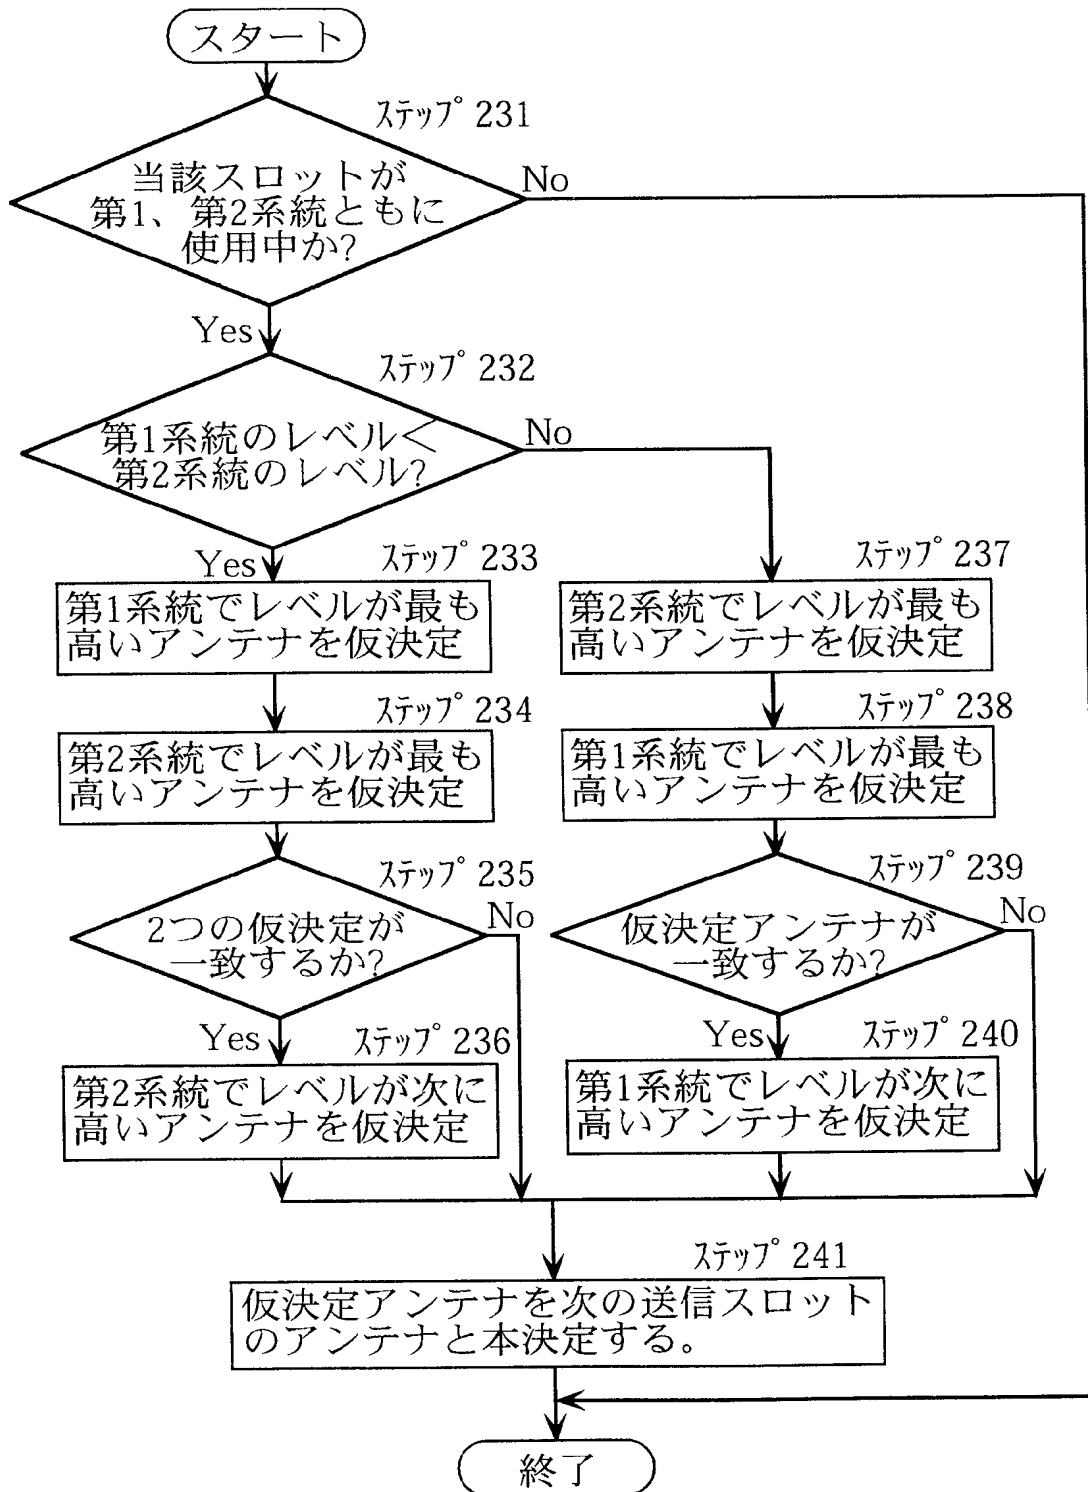 スタート
ステップ 231
当該スロットが
第1、第2系統ともに
使用中か?
No
Yes
ステップ 232
第1系統のレベル<
第2系統のレベル?
No
Yes
ステップ 233
第1系統でレベルが最も
高いアンテナを仮決定
ステップ 237
第2系統でレベルが最も
高いアンテナを仮決定
ステップ 234
第2系統でレベルが最も
高いアンテナを仮決定
ステップ 238
第1系統でレベルが最も
高いアンテナを仮決定
ステップ 235
2つの仮決定が
一致するか?
No
ステップ 239
仮決定アンテナが
一致するか?
No
Yes
ステップ 236
第2系統でレベルが次に
高いアンテナを仮決定
Yes
ステップ 240
第1系統でレベルが次に
高いアンテナを仮決定
ステップ 241
仮決定アンテナを次の送信スロット
のアンテナと本決定する。
終了